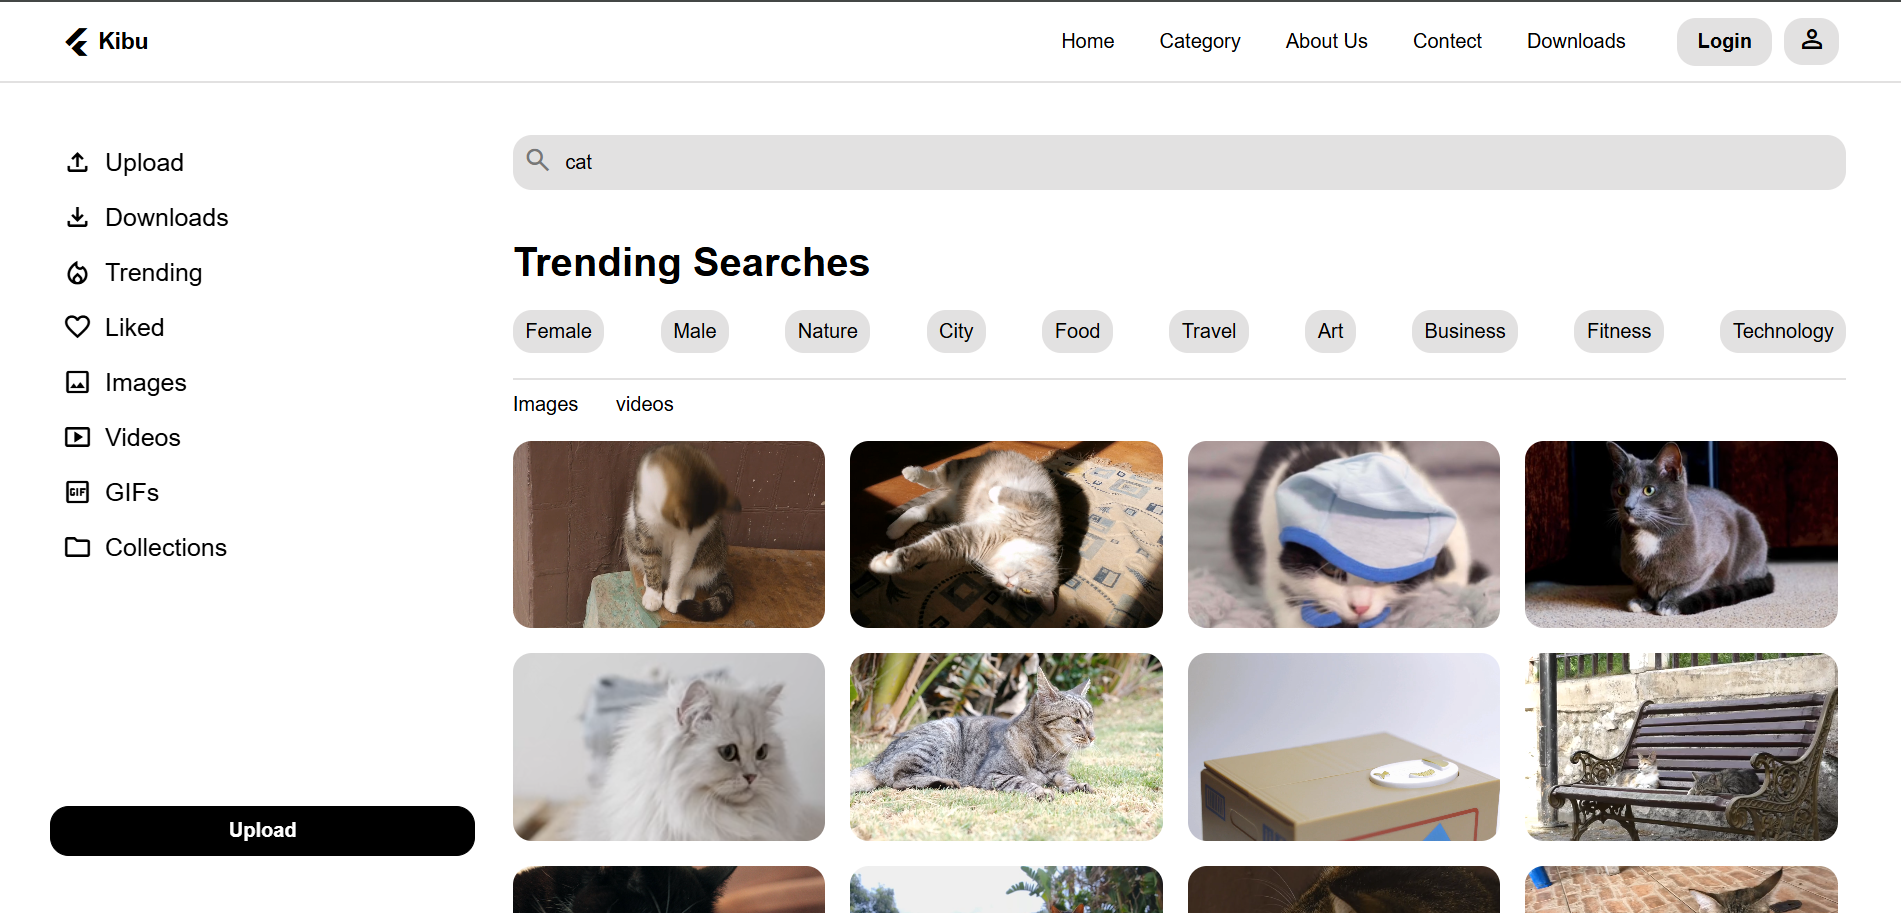 Kibu
Home Category About Us Contect Downloads Login
Upload
Downloads
Trending
Liked
Images
Videos
GIF GIFs
Collections
Upload
cat
Trending Searches
Female Male Nature City Food Travel Art Business Fitness Technology
Images videos